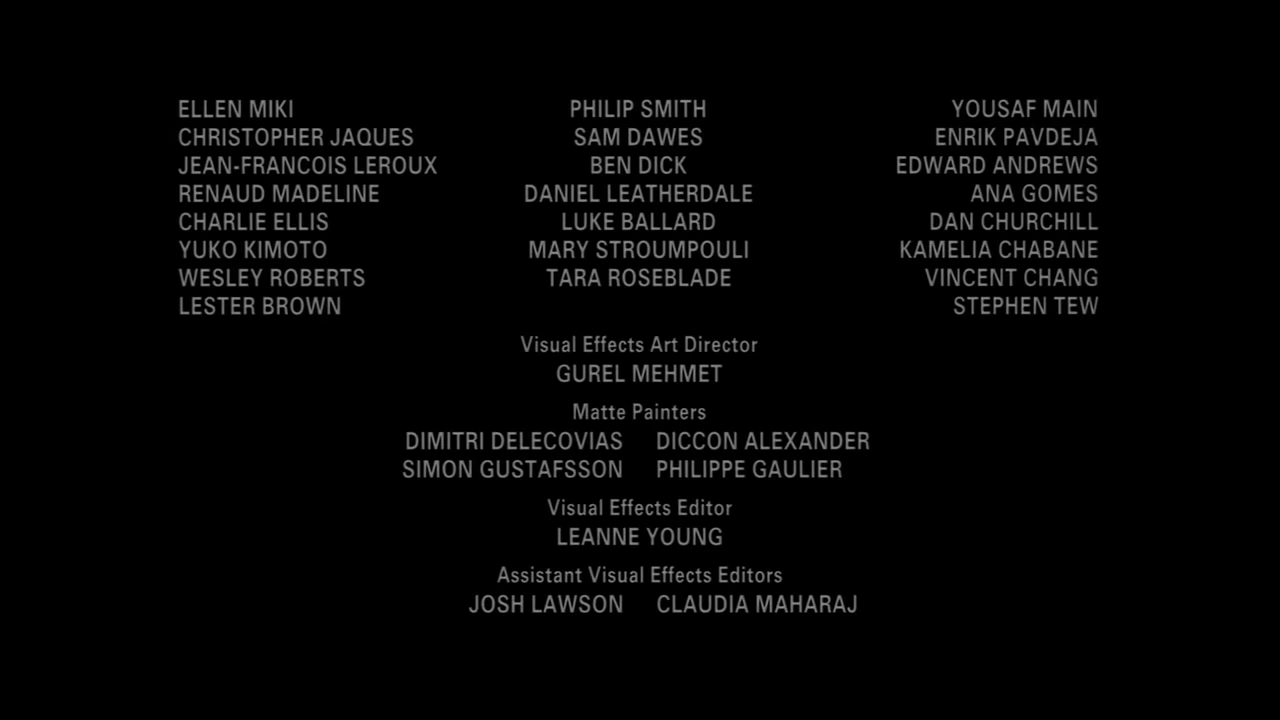 ELLEN MIKI PHILIP SMITH YOUSAF MAIN
CHRISTOPHER JAQUES SAM DAWES ENRIK PAVDEJA
JEAN-FRANCOIS LEROUX BEN DICK EDWARD ANDREWS
RENAUD MADELINE DANIEL LEATHERDALE ANA GOMES
CHARLIE ELLIS LUKE BALLARD DAN CHURCHILL
YUKO KIMOTO MARY STROUMPOULI KAMELIA CHABANE
WESLEY ROBERTS TARA ROSEBLADE VINCENT CHANG
LESTER BROWN STEPHEN TEW
Visual Effects Art Director
GUREL MEHMET
Matte Painters
DIMITRI DELECOVIAS DICCON ALEXANDER
SIMON GUSTAFSSON PHILIPPE GAULIER
Visual Effects Editor
LEANNE YOUNG
Assistant Visual Effects Editors
JOSH LAWSON CLAUDIA MAHARAJ